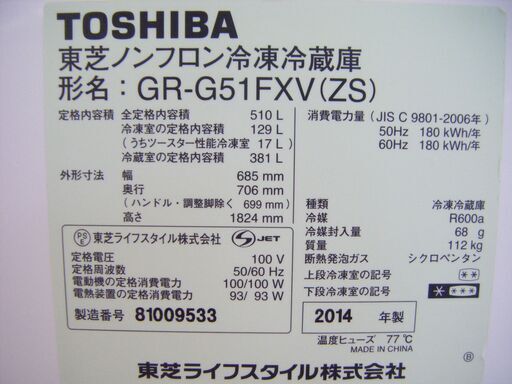 TOSHIBA
東芝ノンフロン冷凍冷蔵庫
形名：GR-G51FXV(ZS)
定格内容積 全定格内容積 510 L
冷凍室の定格内容積 129 L
（うちツースター性能冷凍室 17 L）
冷蔵室の定格内容積 381 L
外形寸法 幅 685 mm
奥行 706 mm
（ハンドル・調整脚除く 699 mm）
高さ 1824 mm
消費電力量（JIS C 9801-2006年）
50Hz 180 kWh/年
60Hz 180 kWh/年
種類 冷凍冷蔵庫
冷媒 R600a
冷媒封入量 68 g
質量 112 kg
断熱発泡ガス シクロペンタン
上段冷凍室の記号 **
下段冷凍室の記号 * ***
PS E 東芝ライフスタイル株式会社 S JET
定格電圧 100 V
定格周波数 50/60 Hz
電動機の定格消費電力 100/100 W
電熱装置の定格消費電力 93/ 93 W
製造番号 81009533
2014 年製
温度ヒューズ 77℃
MADE IN CHINA
B
東芝ライフスタイル株式会社